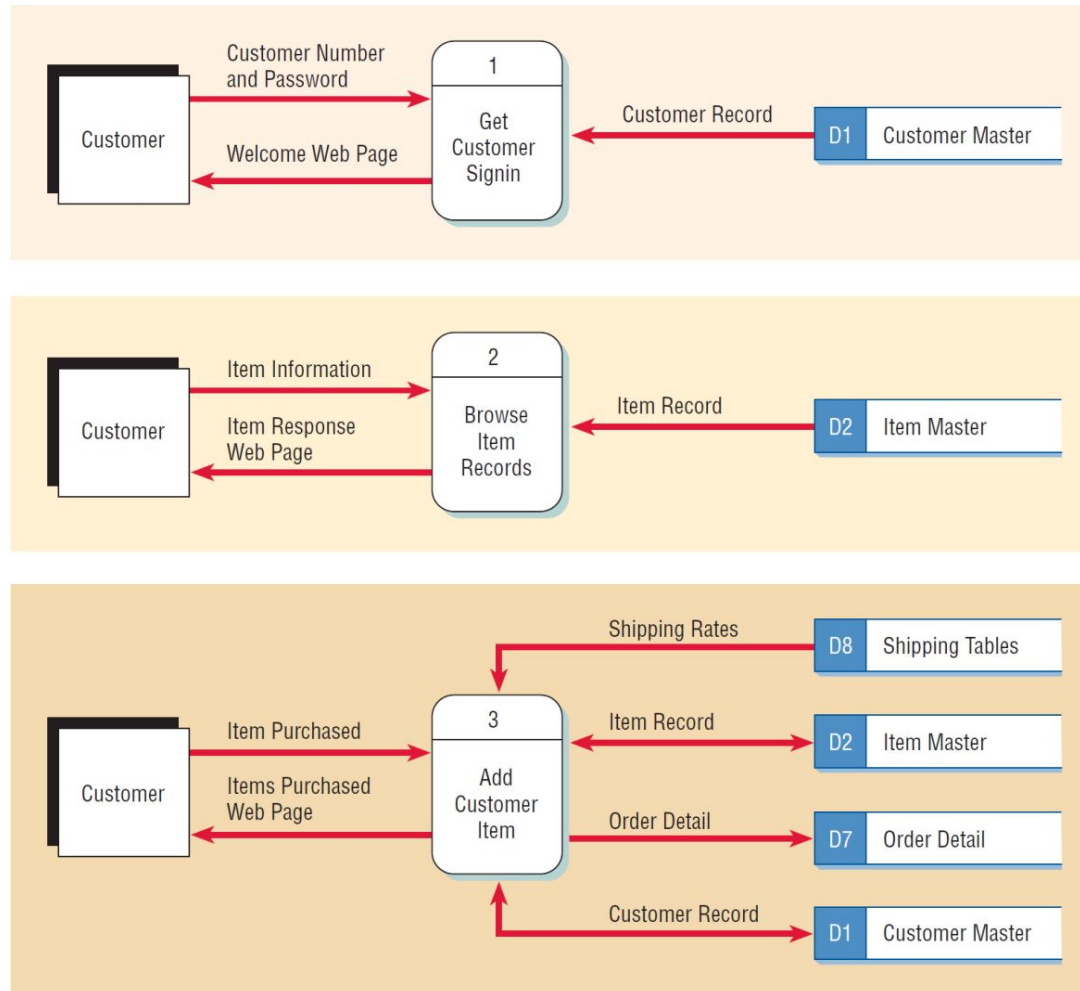 Customer Number
and Password
1
Customer
Get
Customer
Signin
Customer Record
D1 Customer Master
Welcome Web Page
Item Information
2
Customer
Browse
Item
Records
Item Record
D2 Item Master
Item Response
Web Page
Shipping Rates
D8 Shipping Tables
Item Purchased
3
Customer
Add
Customer
Item
Item Record
D2 Item Master
Items Purchased
Web Page
Order Detail
D7 Order Detail
Customer Record
D1 Customer Master